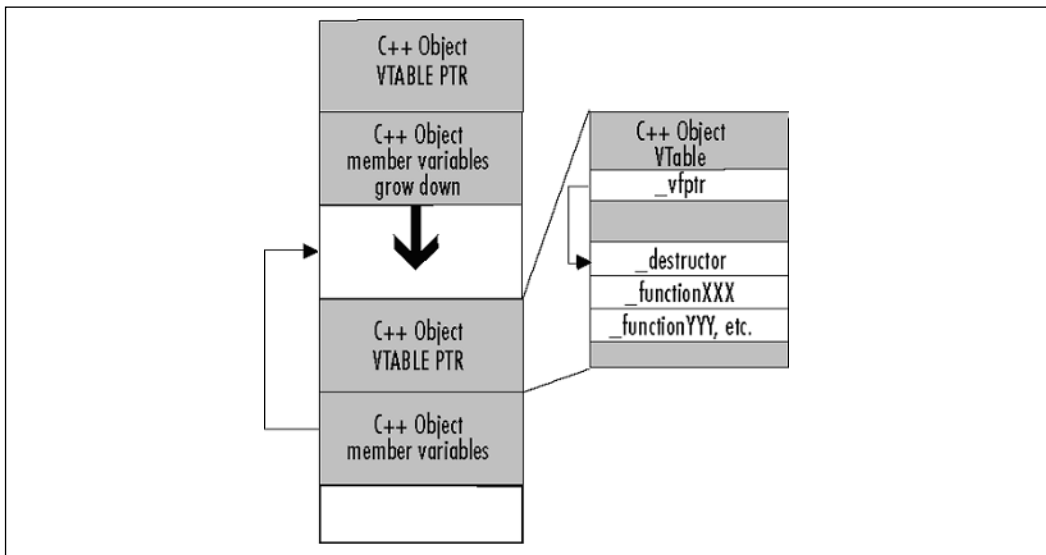 C++ Object
VTABLE PTR
C++ Object
member variables
grow down
C++ Object
VTABLE PTR
C++ Object
member variables
C++ Object
VTable
_vfptr
_destructor
_functionXXX
_functionYYY, etc.